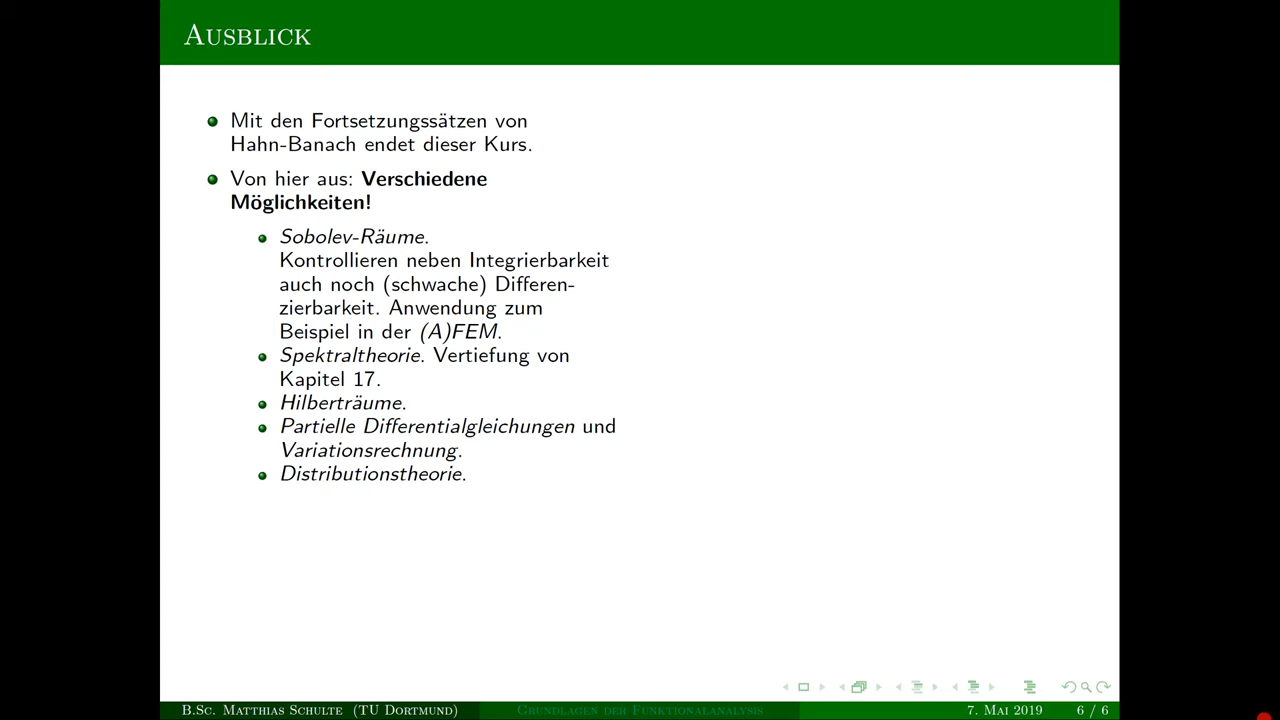 Ausblick
Mit den Fortsetzungssätzen von
Hahn-Banach endet dieser Kurs.
Von hier aus: Verschiedene
Möglichkeiten!
Sobolev-Räume.
Kontrollieren neben Integrierbarkeit
auch noch (schwache) Differen-
zierbarkeit. Anwendung zum
Beispiel in der (A)FEM.
Spektraltheorie. Vertiefung von
Kapitel 17.
Hilberträume.
Partielle Differentialgleichungen und
Variationsrechnung.
Distributionstheorie.
B.Sc. Matthias Schulte (TU Dortmund) Grundlagen der Funktionalanalysis 7. Mai 2019 6 / 6